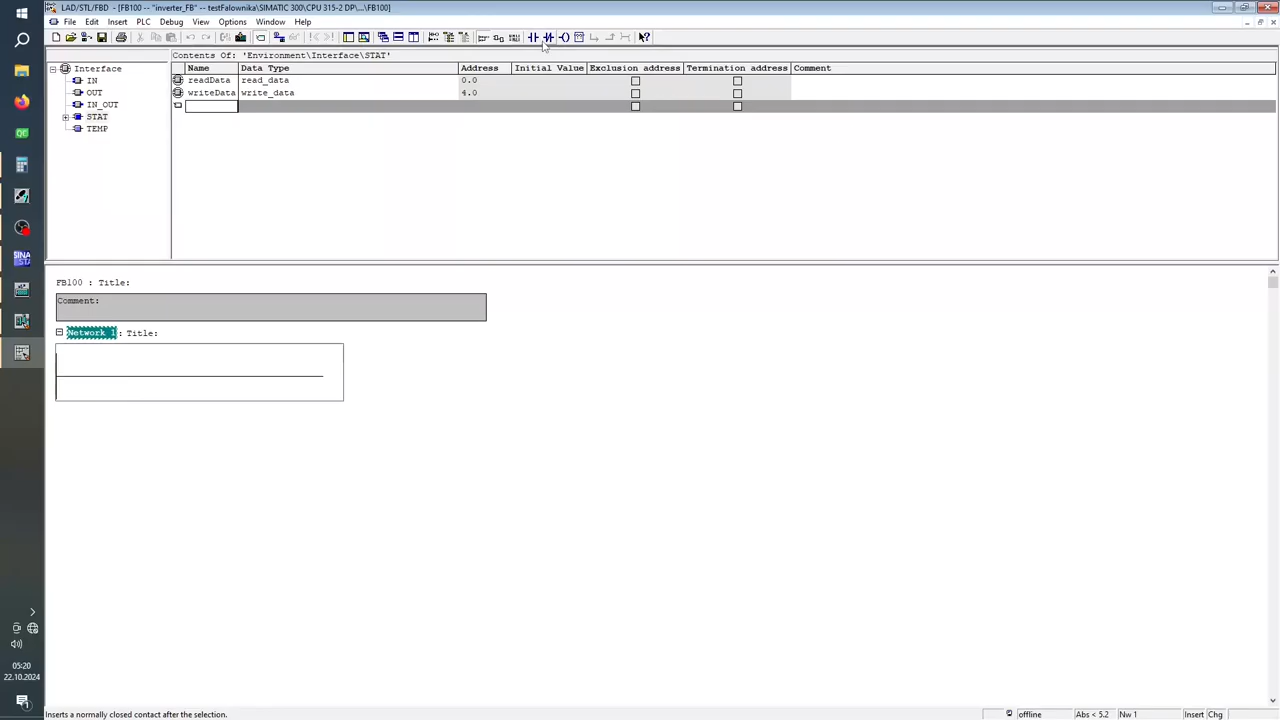 LAD/STL/FBD - [FB100 -- "inverter_FB" -- testFalownika\SIMATIC 300\CPU 315-2 DP\...\FB100]
File Edit Insert PLC Debug View Options Window Help
Contents Of: 'Environment\Interface\STAT'
Interface
IN
OUT
IN_OUT
STAT
TEMP
Name Data Type Address Initial Value Exclusion address Termination address Comment
readData read_data 0.0
writeData write_data 4.0
FB100 : Title:
Comment:
Network 1: Title:
05:20
22.10.2024
Inserts a normally closed contact after the selection.
offline Abs < 5.2 Nw 1 Insert Chg